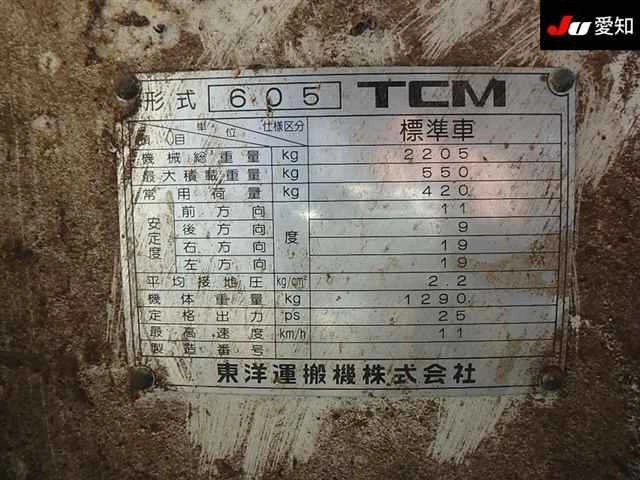 JU 愛知
形式 605 TCM
項目 単位 仕様区分 標準車
機械総重量 kg 2205
最大積載重量 kg 550
常用荷重 kg 420
安定度 前方向 度 11
後方向 9
右方向 19
左方向 19
平均接地圧 kg/cm² 2.2
機体重量 kg 1290
定格出力 ps 25
最高速度 km/h 11
製造番号
東洋運搬機株式会社